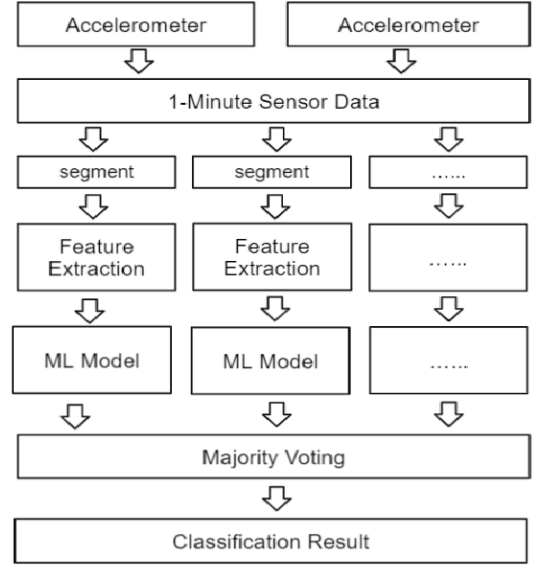 Accelerometer
Accelerometer
1-Minute Sensor Data
segment
segment
......
Feature
Extraction
Feature
Extraction
......
ML Model
ML Model
......
Majority Voting
Classification Result